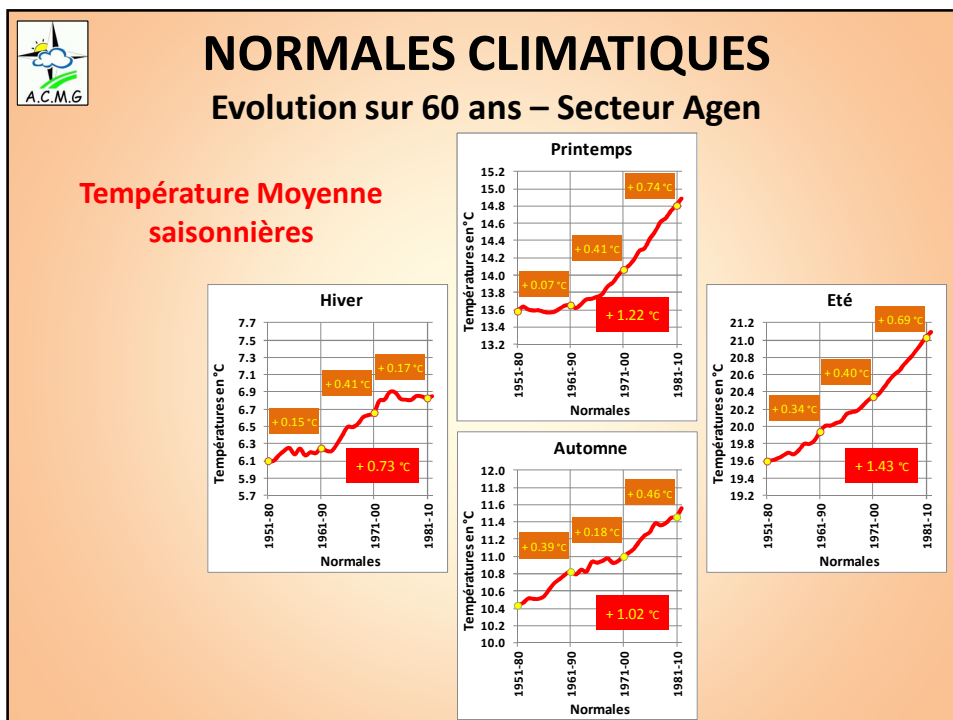 A.C.M.G
NORMALES CLIMATIQUES
Evolution sur 60 ans – Secteur Agen
Température Moyenne
saisonnières
Printemps
Températures en °C
15.2
15.0
14.8
14.6
14.4
14.2
14.0
13.8
13.6
13.4
13.2
+ 0.07 °C
+ 0.41 °C
+ 0.74 °C
+ 1.22 °C
1951-80
1961-90
1971-00
1981-10
Normales
Hiver
Températures en °C
7.7
7.5
7.3
7.1
6.9
6.7
6.5
6.3
6.1
5.9
5.7
+ 0.15 °C
+ 0.41 °C
+ 0.17 °C
+ 0.73 °C
1951-80
1961-90
1971-00
1981-10
Normales
Eté
Températures en °C
21.2
21.0
20.8
20.6
20.4
20.2
20.0
19.8
19.6
19.4
19.2
+ 0.34 °C
+ 0.40 °C
+ 0.69 °C
+ 1.43 °C
1951-80
1961-90
1971-00
1981-10
Normales
Automne
Températures en °C
12.0
11.8
11.6
11.4
11.2
11.0
10.8
10.6
10.4
10.2
10.0
+ 0.39 °C
+ 0.18 °C
+ 0.46 °C
+ 1.02 °C
1951-80
1961-90
1971-00
1981-10
Normales